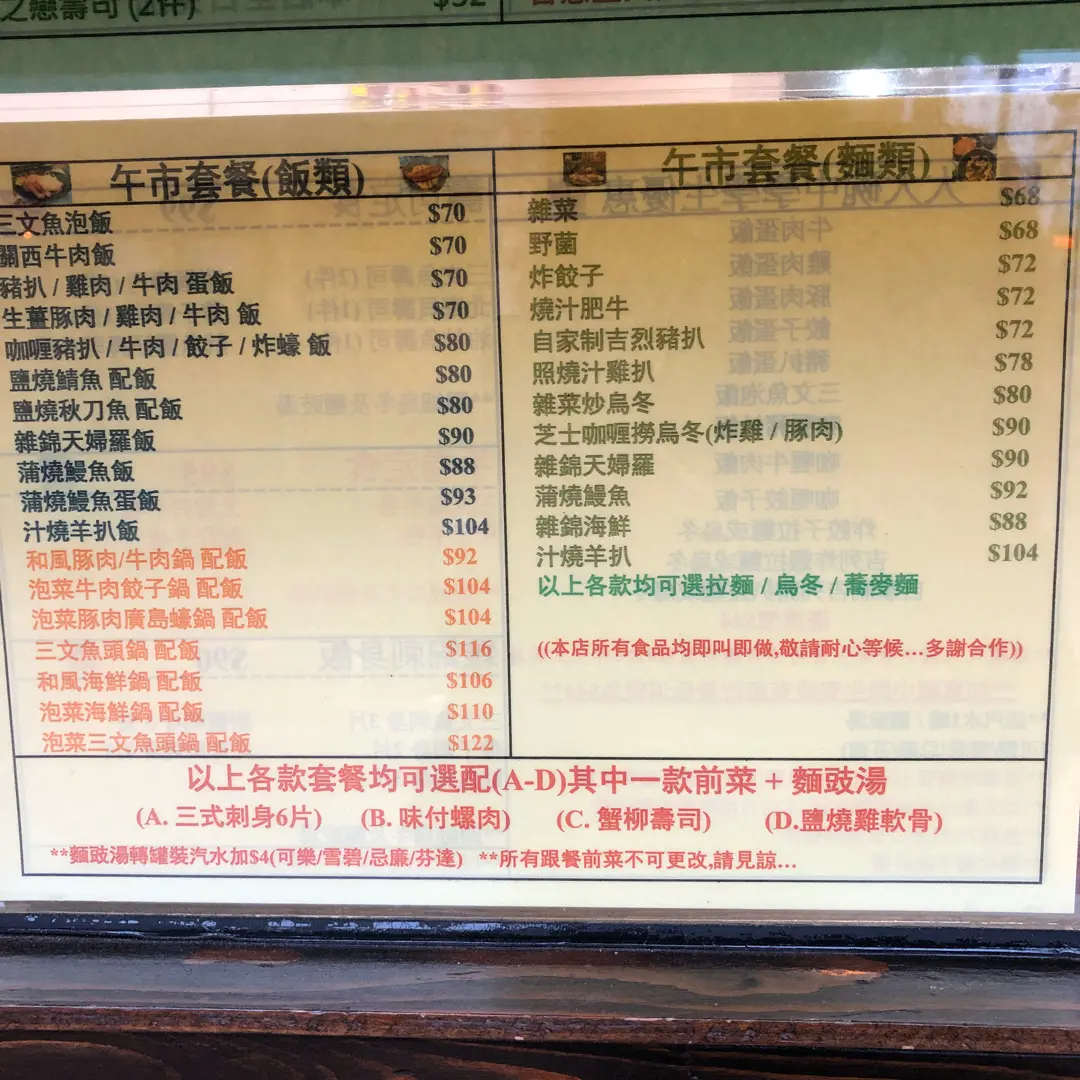 之戀壽司 (2件) $52
午市套餐(飯類)
三文魚泡飯 $70
關西牛肉飯 $70
豬扒 / 雞肉 / 牛肉 蛋飯 $70
生薑豚肉 / 雞肉 / 牛肉 飯 $70
咖喱豬扒 / 牛肉 / 餃子 / 炸蠔 飯 $80
鹽燒鯖魚 配飯 $80
鹽燒秋刀魚 配飯 $80
雜錦天婦羅飯 $90
蒲燒鰻魚飯 $88
蒲燒鰻魚蛋飯 $93
汁燒羊扒飯 $104
和風豚肉/牛肉鍋 配飯 $92
泡菜牛肉餃子鍋 配飯 $104
泡菜豚肉廣島蠔鍋 配飯 $104
三文魚頭鍋 配飯 $116
和風海鮮鍋 配飯 $106
泡菜海鮮鍋 配飯 $110
泡菜三文魚頭鍋 配飯 $122
午市套餐(麵類)
雜菜 $68
野菌 $68
炸餃子 $72
燒汁肥牛 $72
自家制吉烈豬扒 $72
照燒汁雞扒 $78
雜菜炒烏冬 $80
芝士咖喱撈烏冬(炸雞 / 豚肉) $90
雜錦天婦羅 $90
蒲燒鰻魚 $92
雜錦海鮮 $88
汁燒羊扒 $104
以上各款均可選拉麵 / 烏冬 / 蕎麥麵
((本店所有食品均即叫即做,敬請耐心等候…多謝合作))
以上各款套餐均可選配(A-D)其中一款前菜 + 麵豉湯
(A. 三式刺身6片) (B. 味付螺肉) (C. 蟹柳壽司) (D.鹽燒雞軟骨)
**麵豉湯轉罐裝汽水加$4(可樂/雪碧/忌廉/芬達) **所有跟餐前菜不可更改,請見諒…